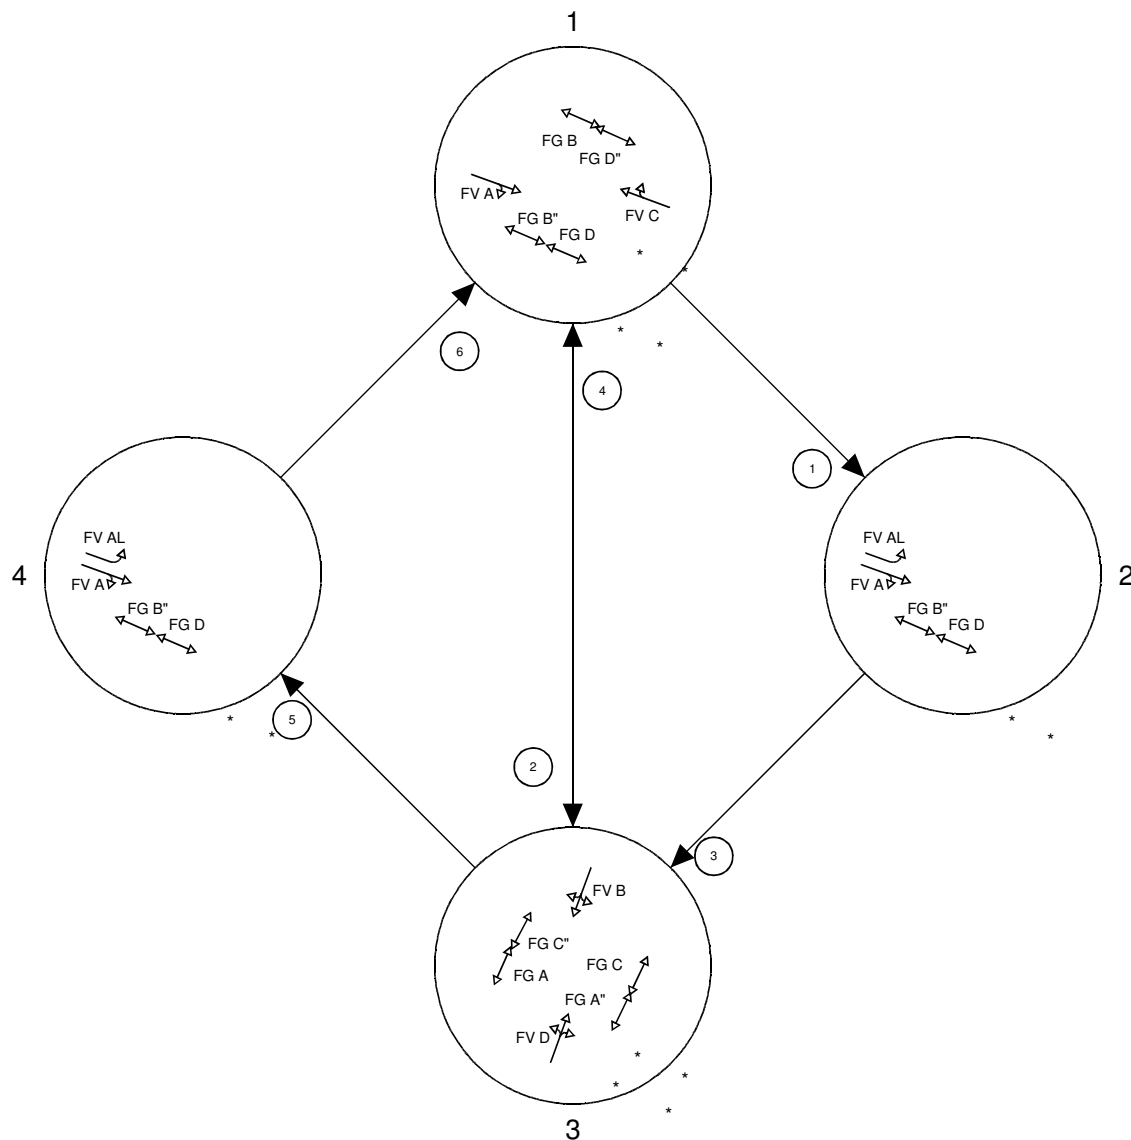 1
FG B
FG D"
FV A
FV C
FG B"
FG D
*
*
*
*
6
4
1
FV AL
FV A
FG B"
FG D
4
FV AL
FV A
FG B"
FG D
2
*
*
5
*
*
2
3
FV B
FG C"
FG A
FG C
FG A"
FV D
*
*
*
*
3